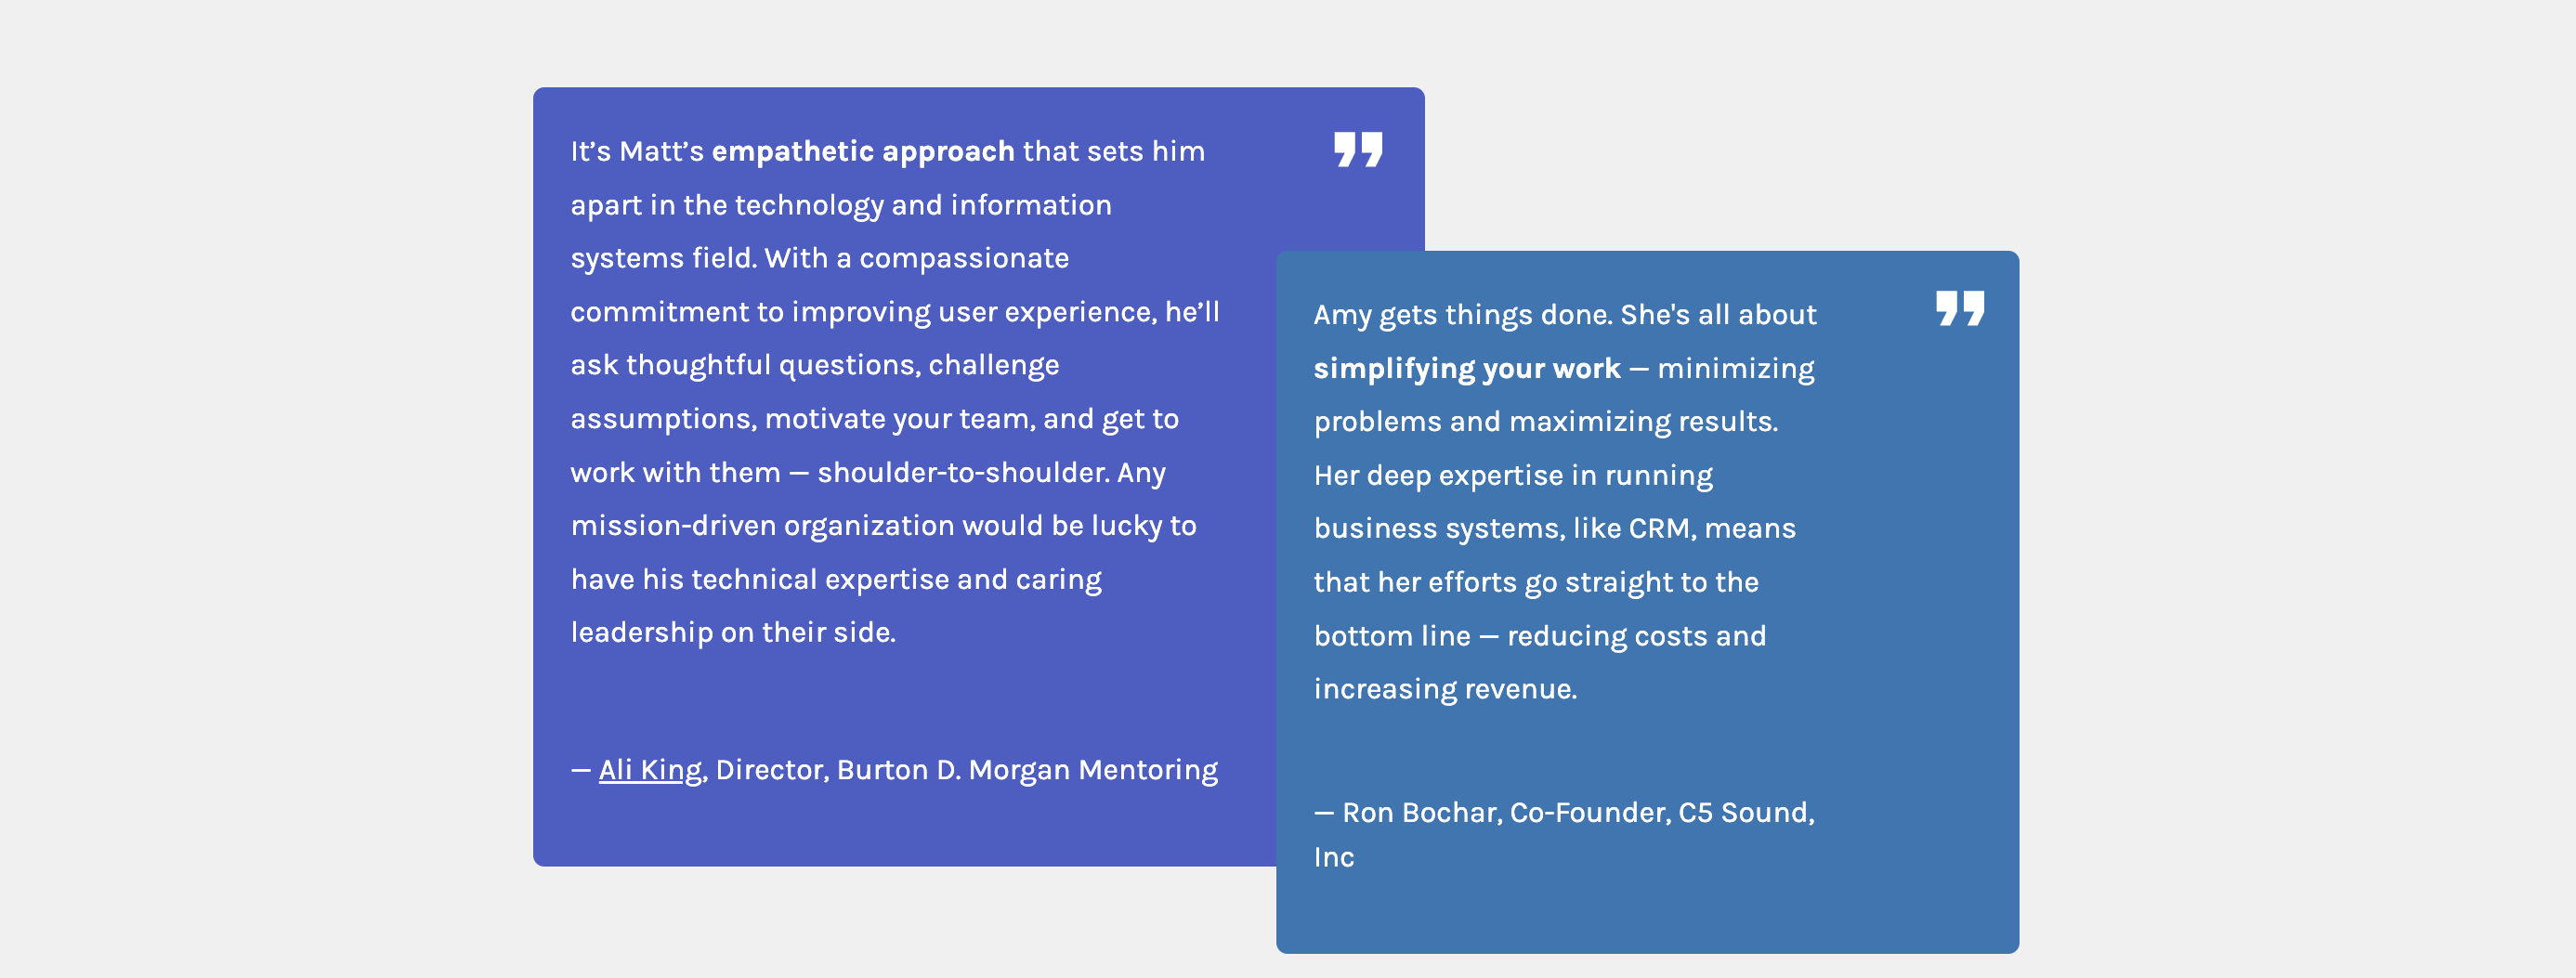 It’s Matt’s empathetic approach that sets him
apart in the technology and information
systems field. With a compassionate
commitment to improving user experience, he’ll
ask thoughtful questions, challenge
assumptions, motivate your team, and get to
work with them — shoulder-to-shoulder. Any
mission-driven organization would be lucky to
have his technical expertise and caring
leadership on their side.
— Ali King, Director, Burton D. Morgan Mentoring
”
Amy gets things done. She's all about
simplifying your work — minimizing
problems and maximizing results.
Her deep expertise in running
business systems, like CRM, means
that her efforts go straight to the
bottom line — reducing costs and
increasing revenue.
— Ron Bochar, Co-Founder, C5 Sound,
Inc
”